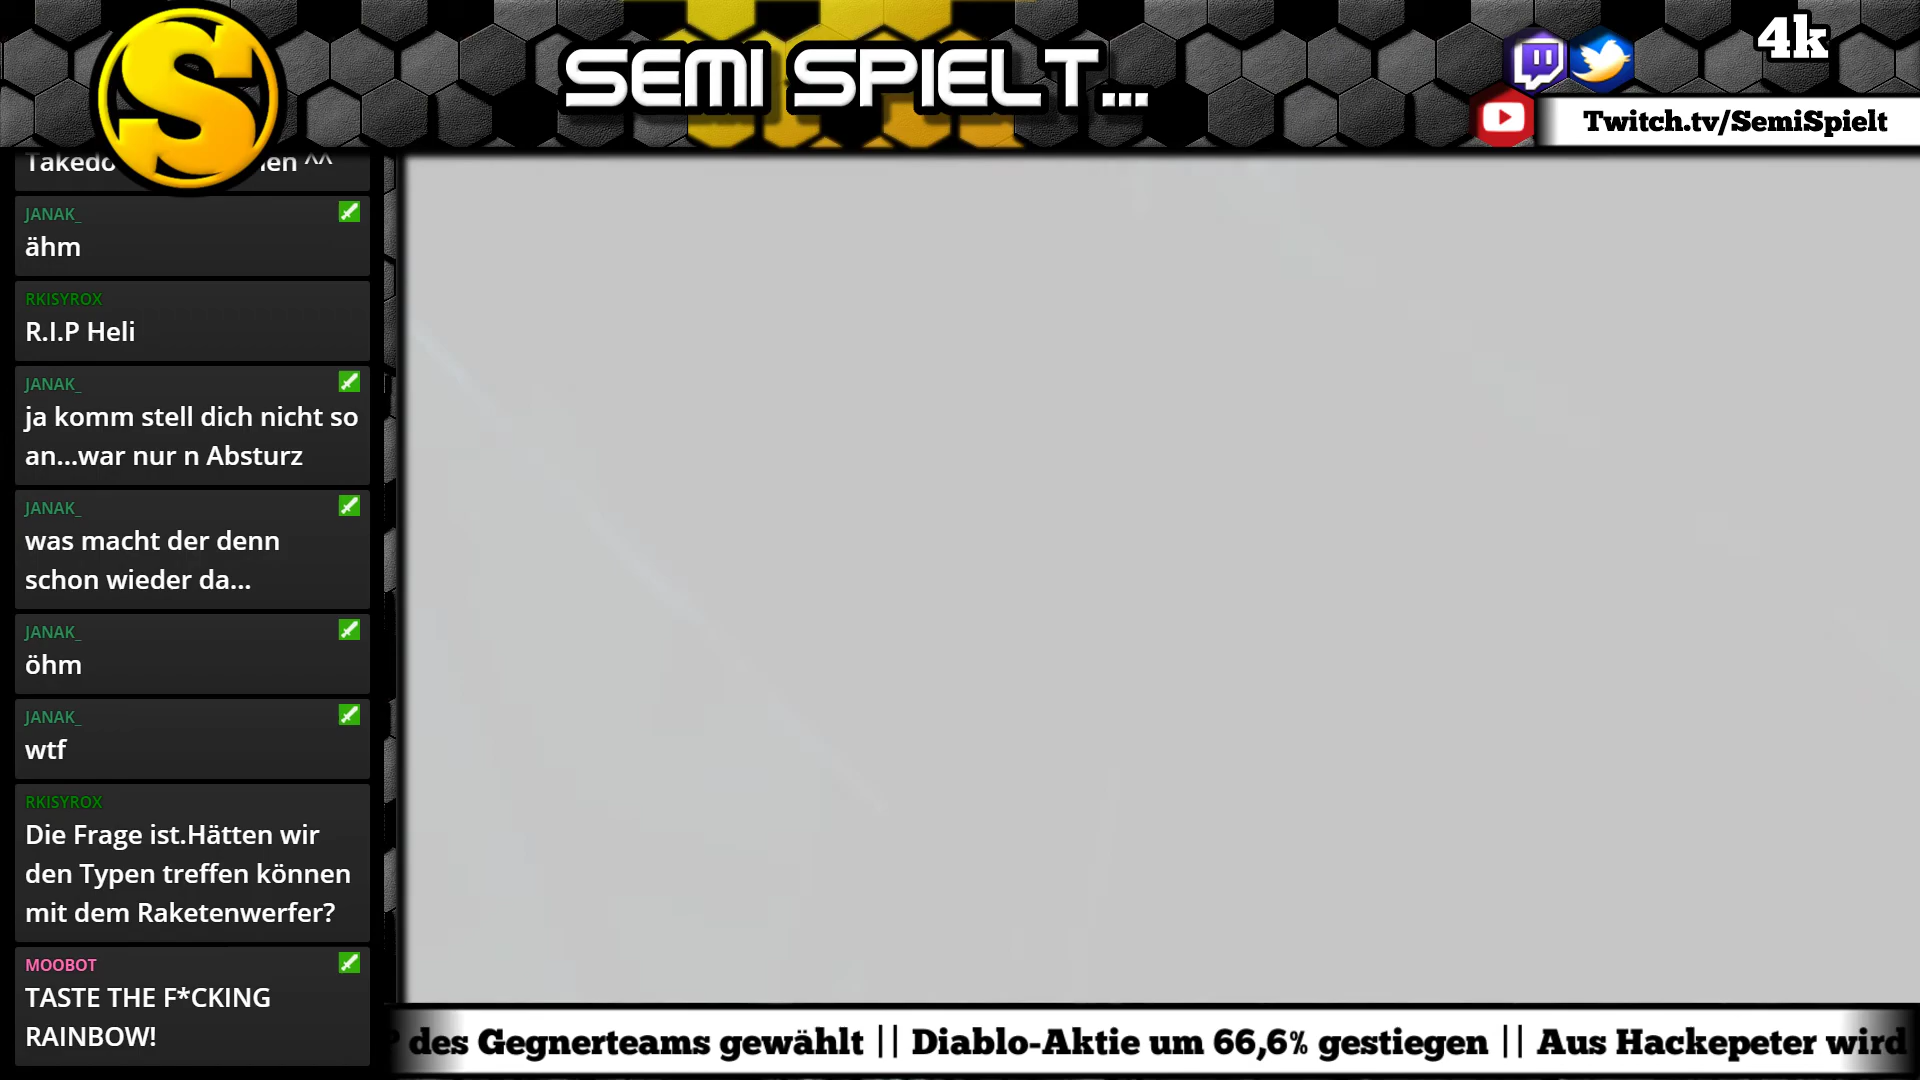 S
SEMI SPIELT...
4k
Twitch.tv/SemiSpielt
^^
JANAK_
ähm
RKISYROX
R.I.P Heli
JANAK_
ja komm stell dich nicht so
an...war nur n Absturz
JANAK_
was macht der denn
schon wieder da...
JANAK_
öhm
JANAK_
wtf
RKISYROX
Die Frage ist.Hätten wir
den Typen treffen können
mit dem Raketenwerfer?
MOOBOT
TASTE THE F*CKING
RAINBOW!
des Gegnerteams gewählt || Diablo-Aktie um 66,6% gestiegen || Aus Hackepeter wird